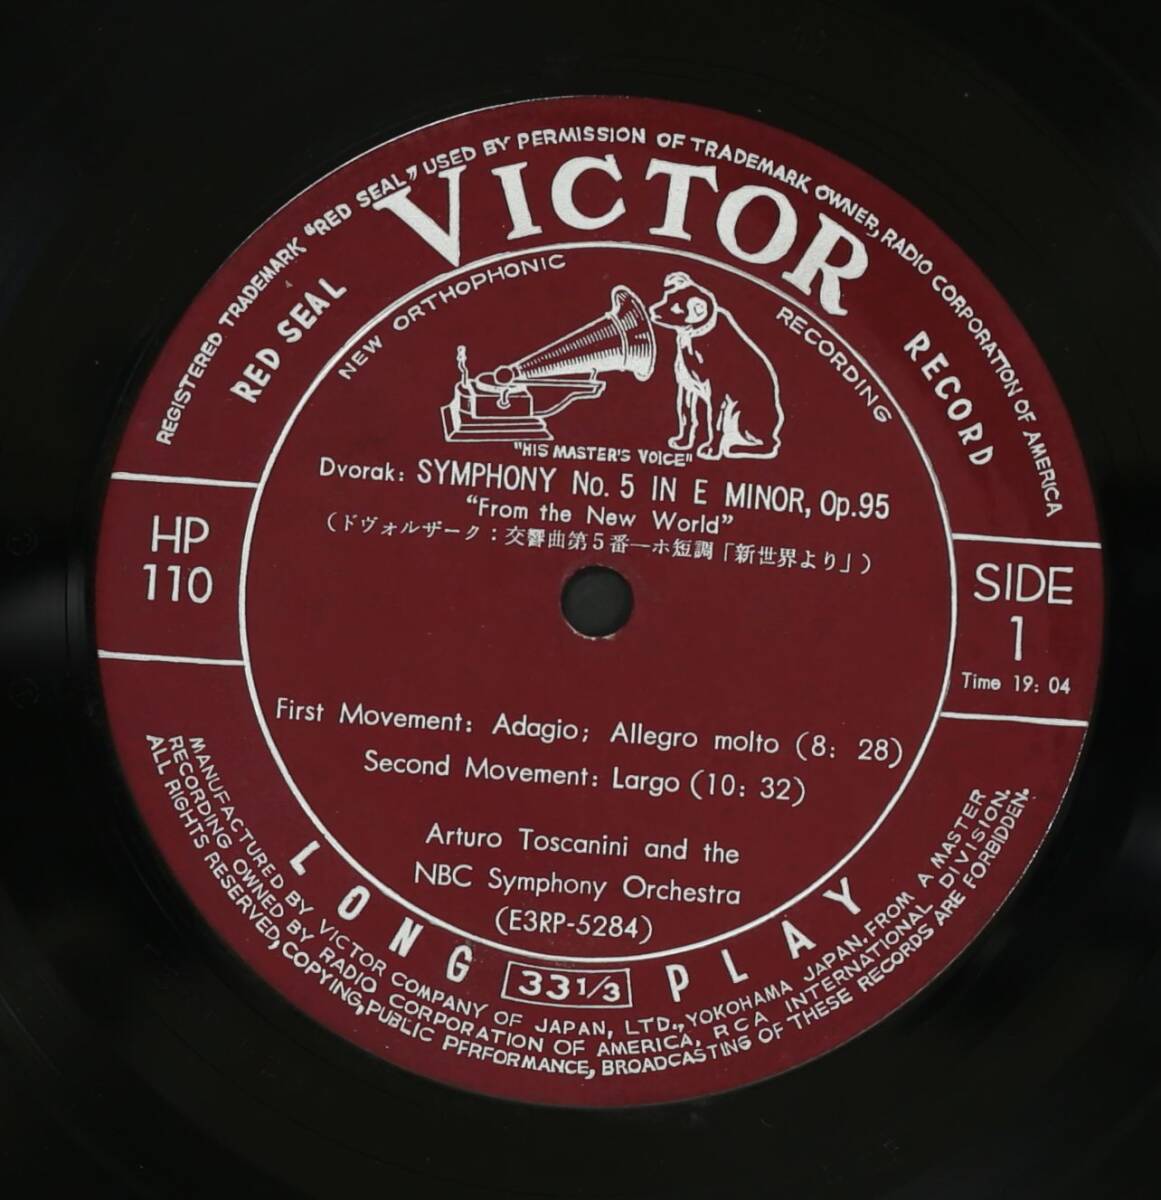 REGISTERED TRADEMARK "RED SEAL" USED BY PERMISSION OF TRADEMARK OWNER, RADIO CORPORATION OF AMERICA
VICTOR
RED SEAL RECORD
NEW ORTHOPHONIC RECORDING
"HIS MASTER'S VOICE"
Dvorak: SYMPHONY No. 5 IN E MINOR, Op.95
"From the New World"
(ドヴォルザーク:交響曲第5番―ホ短調「新世界より」)
HP
110
SIDE
1
Time 19: 04
First Movement: Adagio; Allegro molto (8: 28)
Second Movement: Largo (10: 32)
Arturo Toscanini and the
NBC Symphony Orchestra
(E3RP-5284)
LONG 33 1/3 PLAY
MANUFACTURED BY VICTOR COMPANY OF JAPAN, LTD., YOKOHAMA JAPAN. FROM A MASTER
RECORDING OWNED BY RADIO CORPORATION OF AMERICA, RCA INTERNATIONAL DIVISION.
ALL RIGHTS RESERVED, COPYING, PUBLIC PFRFORMANCE, BROADCASTING OF THESE RECORDS ARE FORBIDDEN.